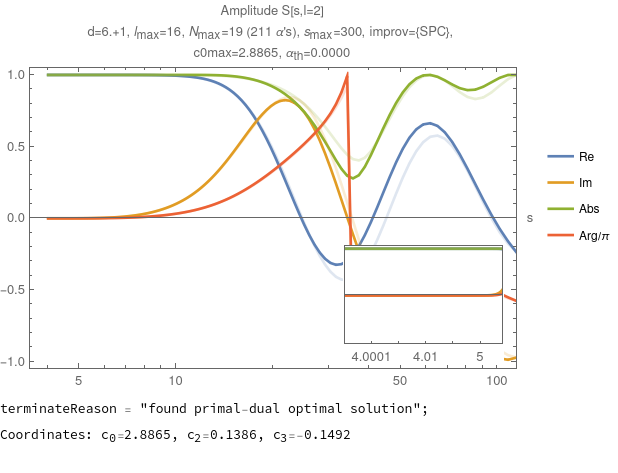 Amplitude S[s,l=2]
d=6.+1, lmax=16, Nmax=19 (211 α's), smax=300, improv={SPC},
c0max=2.8865, αth=0.0000
1.0
0.5
0.0
-0.5
-1.0
5
10
50
100
s
Re
Im
Abs
Arg/π
4.0001
4.01
5
terminateReason = "found primal-dual optimal solution";
Coordinates: c0=2.8865, c2=0.1386, c3=-0.1492